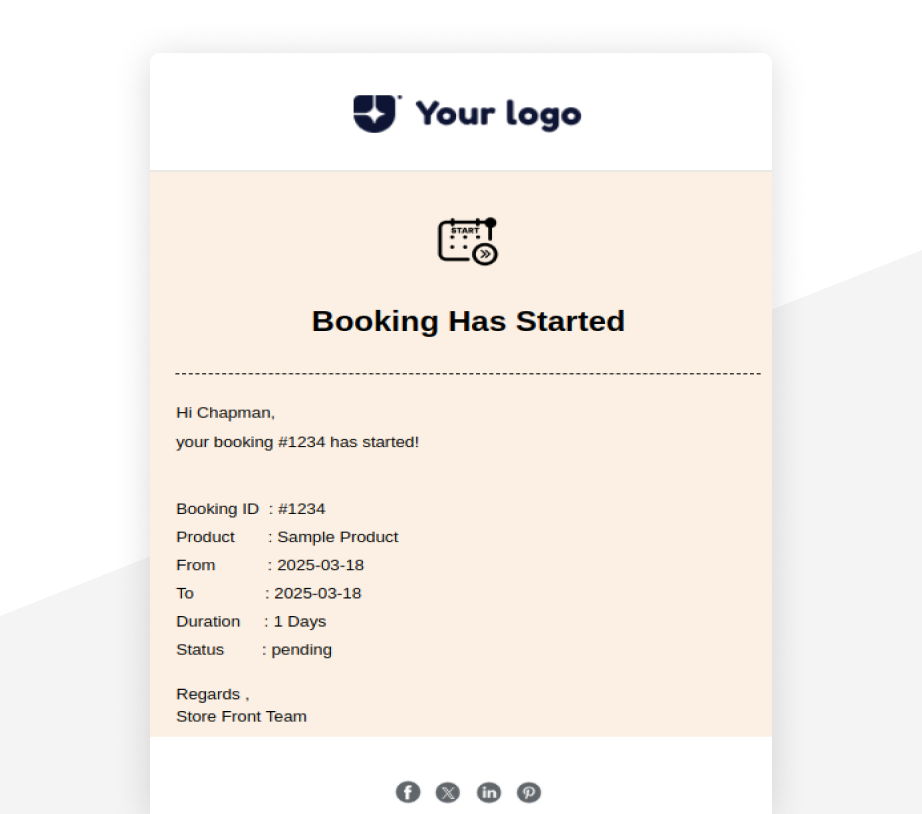 Your logo
START
Booking Has Started
Hi Chapman,
your booking #1234 has started!
Booking ID : #1234
Product : Sample Product
From : 2025-03-18
To : 2025-03-18
Duration : 1 Days
Status : pending
Regards ,
Store Front Team